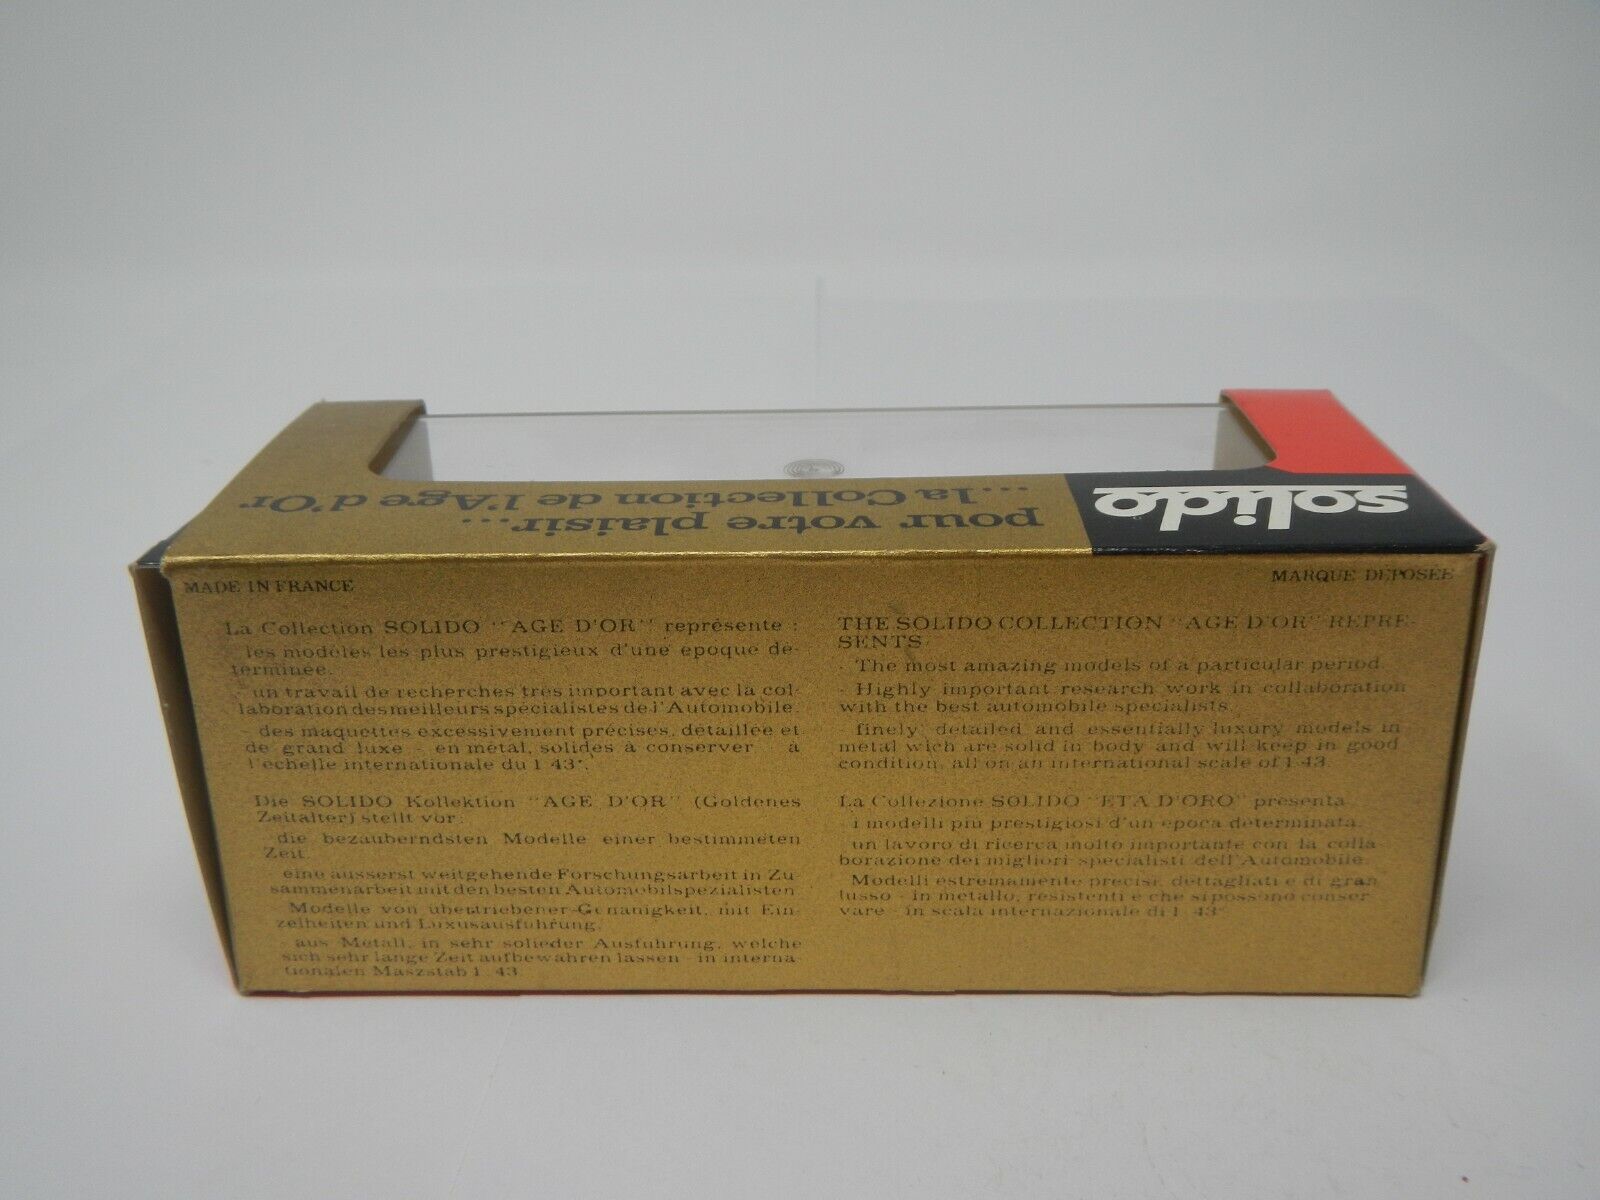 ...la Collection de l'Age d'Or
pour votre plaisir...
solido
MADE IN FRANCE
MARQUE DEPOSÉE
La Collection SOLIDO "AGE D'OR" représente :
- les modèles les plus prestigieux d'une époque dé-
terminée.
- un travail de recherches très important avec la col-
laboration des meilleurs spécialistes de l'Automobile.
- des maquettes excessivement précises, détaillée et
de grand luxe - en métal, solides à conserver - à
l'échelle internationale du 1/43e.
THE SOLIDO COLLECTION "AGE D'OR" REPRE-
SENTS
- The most amazing models of a particular period.
- Highly important research work in collaboration
with the best automobile specialists.
- finely detailed and essentially luxury models in
metal wich are solid in body and will keep in good
condition, all on an international scale of 1/43.
Die SOLIDO Kollektion "AGE D'OR" (Goldenes
Zeitalter) stellt vor:
- die bezauberndsten Modelle einer bestimmeten
Zeit.
- eine äusserst weitgehende Forschungsarbeit in Zu-
sammenarbeit mit den besten Automobilspezialisten
- Modelle von übertriebener Genauigkeit, mit Ein-
zelheiten und Luxusausführung.
- aus Metall, in sehr solieder Ausführung, welche
sich sehr lange Zeit aufbewahren lassen - in interna-
tionalen Maszstab 1/43
La Collezione SOLIDO "ETA D'ORO" presenta
- i modelli più prestigiosi d'un epoca determinata.
- un lavoro di ricerca molto importante con la colla-
borazione dei migliori specialisti dell'Automobile.
- Modelli estremamente precisi, dettagliati e di gran
lusso - in metallo, resistenti e che si possono conser-
vare - in scala internazionale di 1/43e